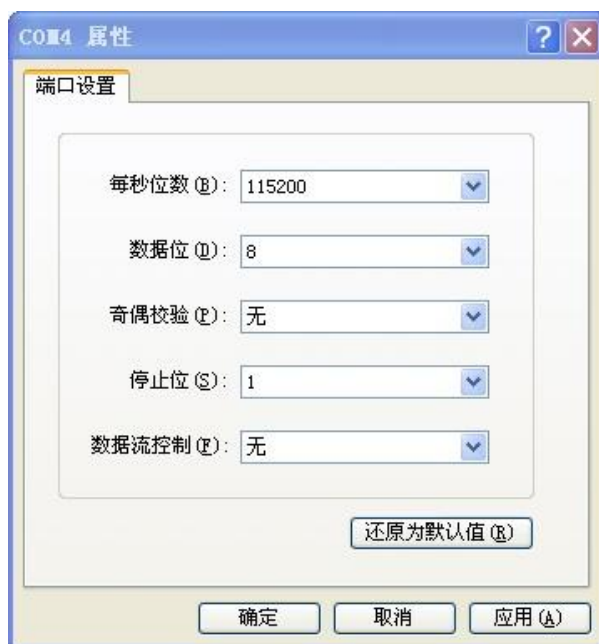 COM4 属性
端口设置
每秒位数(B): 115200
数据位(D): 8
奇偶校验(P): 无
停止位(S): 1
数据流控制(F): 无
还原为默认值(R)
确定 取消 应用(A)